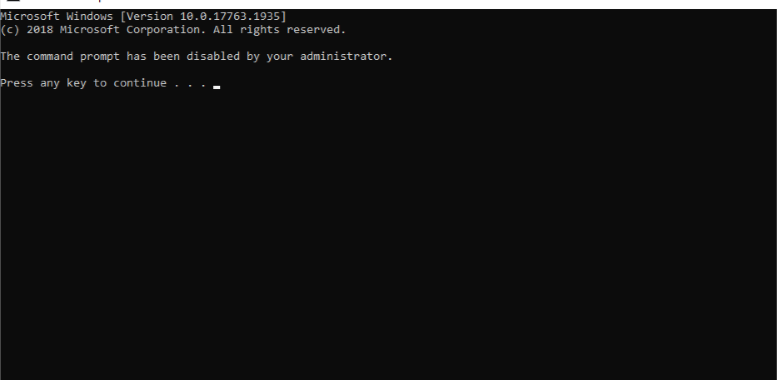 Microsoft Windows [Version 10.0.17763.1935]
(c) 2018 Microsoft Corporation. All rights reserved.
The command prompt has been disabled by your administrator.
Press any key to continue . . .